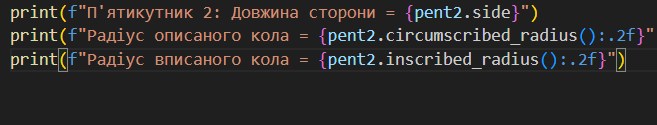 print(f"П'ятикутник 2: Довжина сторони = {pent2.side}")
print(f"Радіус описаного кола = {pent2.circumscribed_radius():.2f}"
print(f"Радіус вписаного кола = {pent2.inscribed_radius():.2f}")